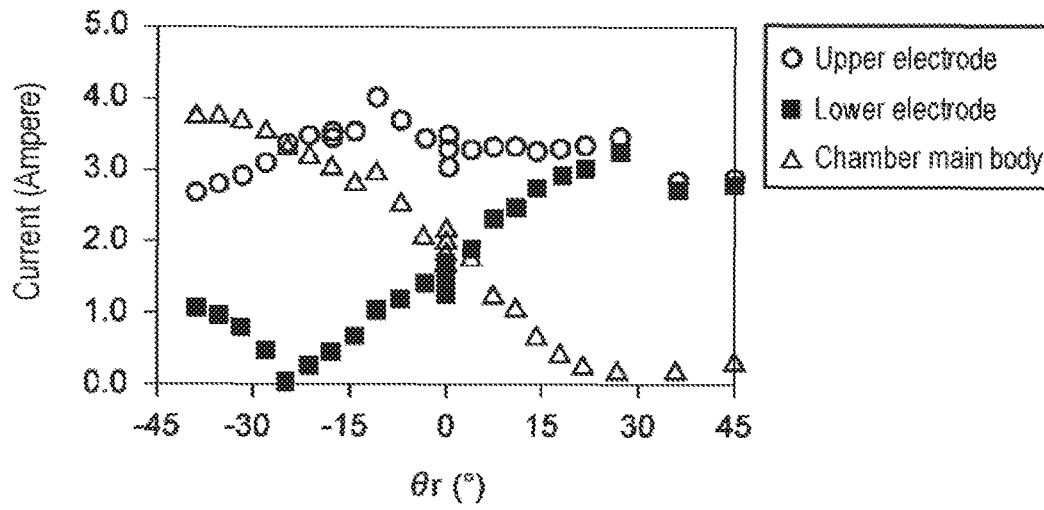 5.0
4.0
3.0
2.0
1.0
0.0
Current (Ampere)
-45
-30
-15
0
15
30
45
θr (°)
Upper electrode
Lower electrode
Chamber main body